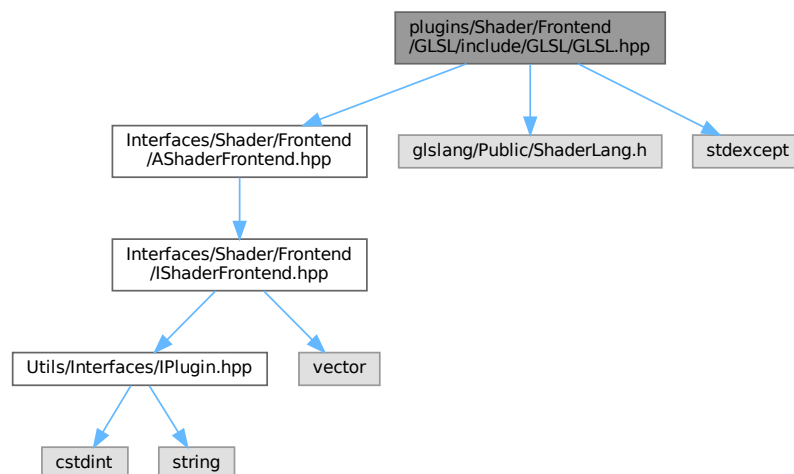 plugins/Shader/Frontend
/GLSL/include/GLSL/GLSL.hpp
Interfaces/Shader/Frontend
/AShaderFrontend.hpp
glslang/Public/ShaderLang.h
stdexcept
Interfaces/Shader/Frontend
/IShaderFrontend.hpp
Utils/Interfaces/IPlugin.hpp
vector
cstdint
string